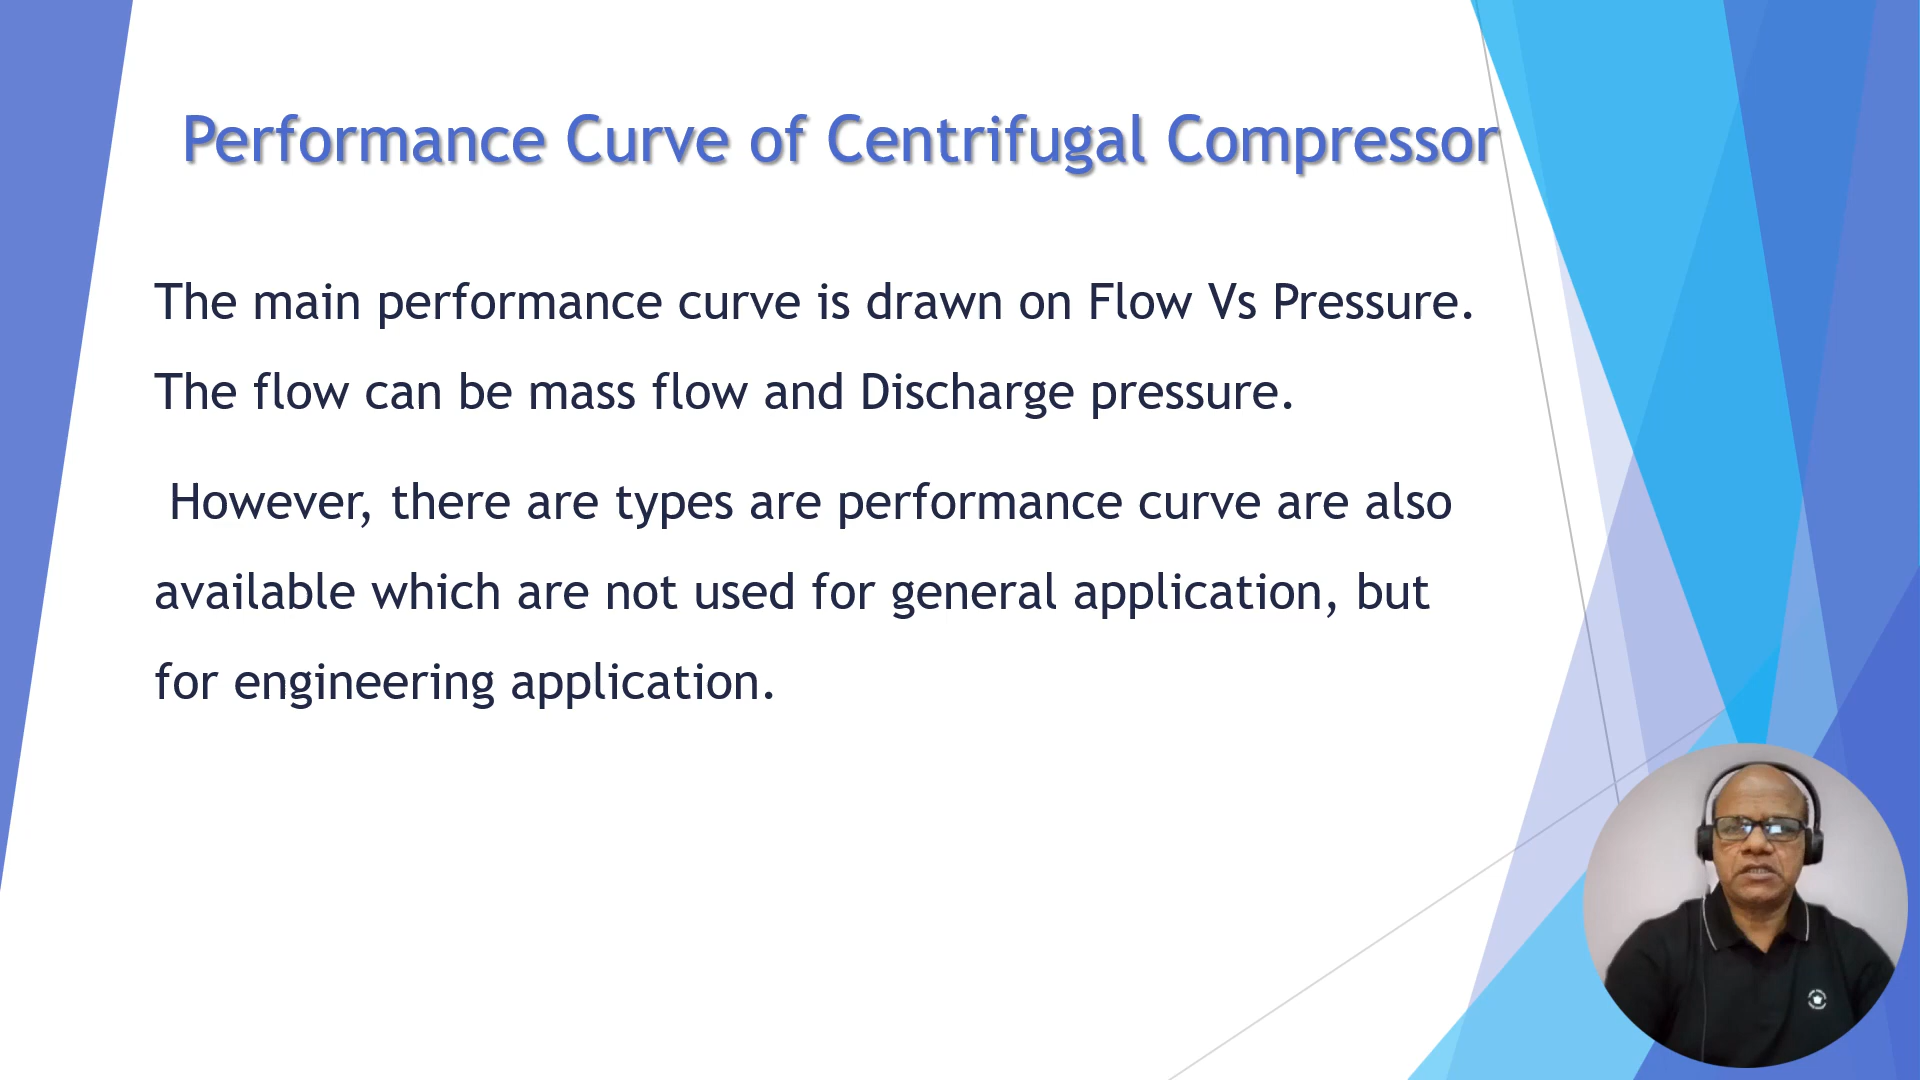 Performance Curve of Centrifugal Compressor
The main performance curve is drawn on Flow Vs Pressure.
The flow can be mass flow and Discharge pressure.
However, there are types are performance curve are also
available which are not used for general application, but
for engineering application.